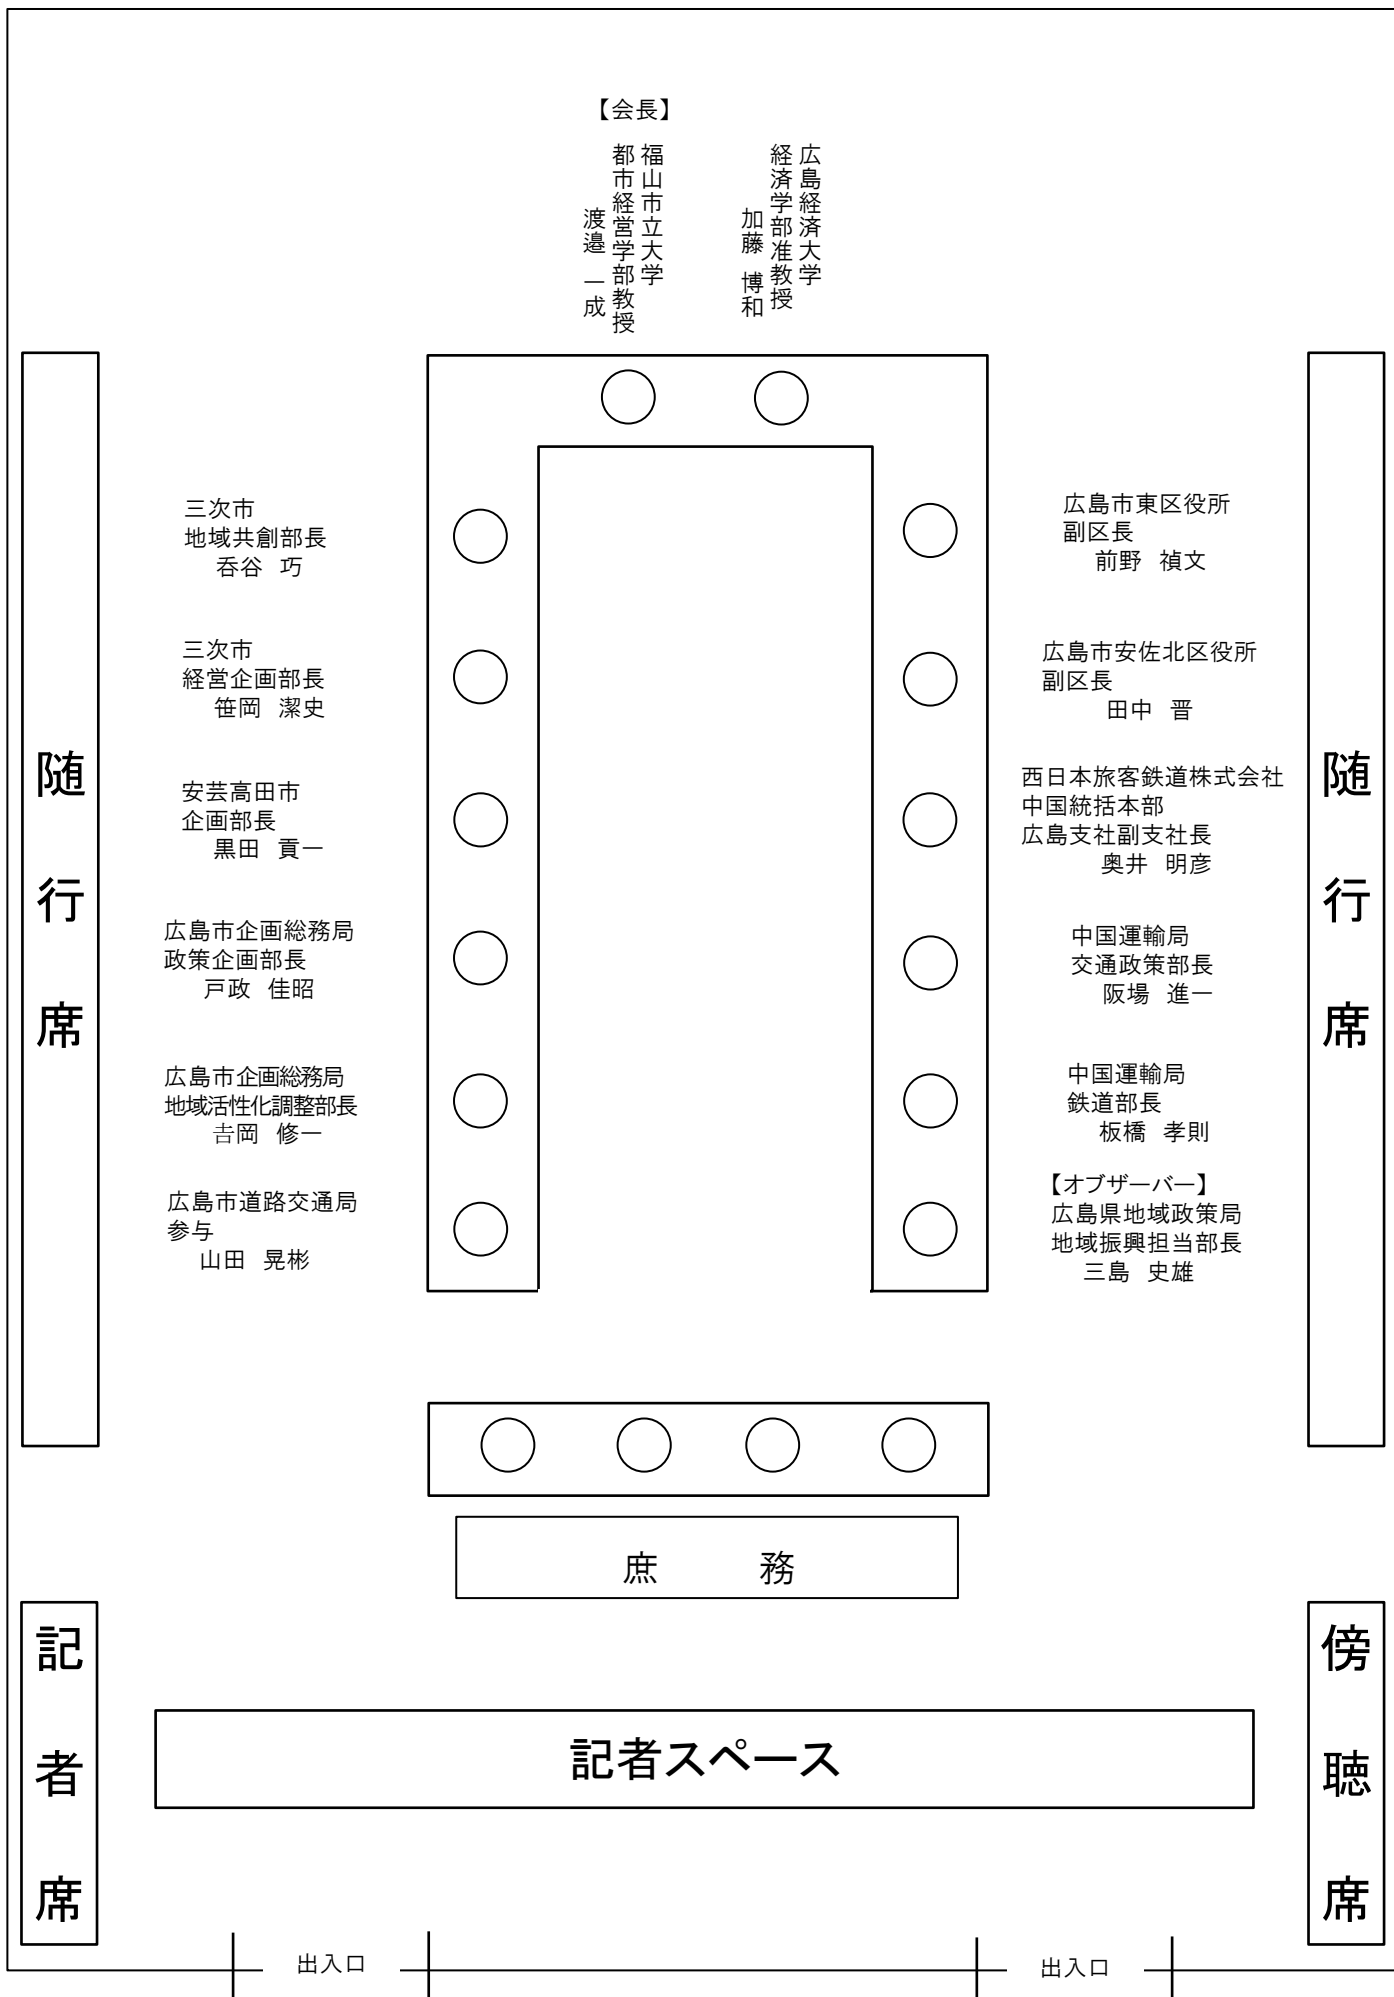 【会長】
福山市立大学
都市経営学部教授
渡邉 一成
広島経済大学
経済学部准教授
加藤 博和
三次市
地域共創部長
呑谷 巧
三次市
経営企画部長
笹岡 潔史
安芸高田市
企画部長
黒田 貢一
広島市企画総務局
政策企画部長
戸政 佳昭
広島市企画総務局
地域活性化調整部長
𠮷岡 修一
広島市道路交通局
参与
山田 晃彬
広島市東区役所
副区長
前野 禎文
広島市安佐北区役所
副区長
田中 晋
西日本旅客鉄道株式会社
中国統括本部
広島支社副支社長
奥井 明彦
中国運輸局
交通政策部長
阪場 進一
中国運輸局
鉄道部長
板橋 孝則
【オブザーバー】
広島県地域政策局
地域振興担当部長
三島 史雄
随行席
随行席
庶務
記者席
記者スペース
傍聴席
出入口
出入口